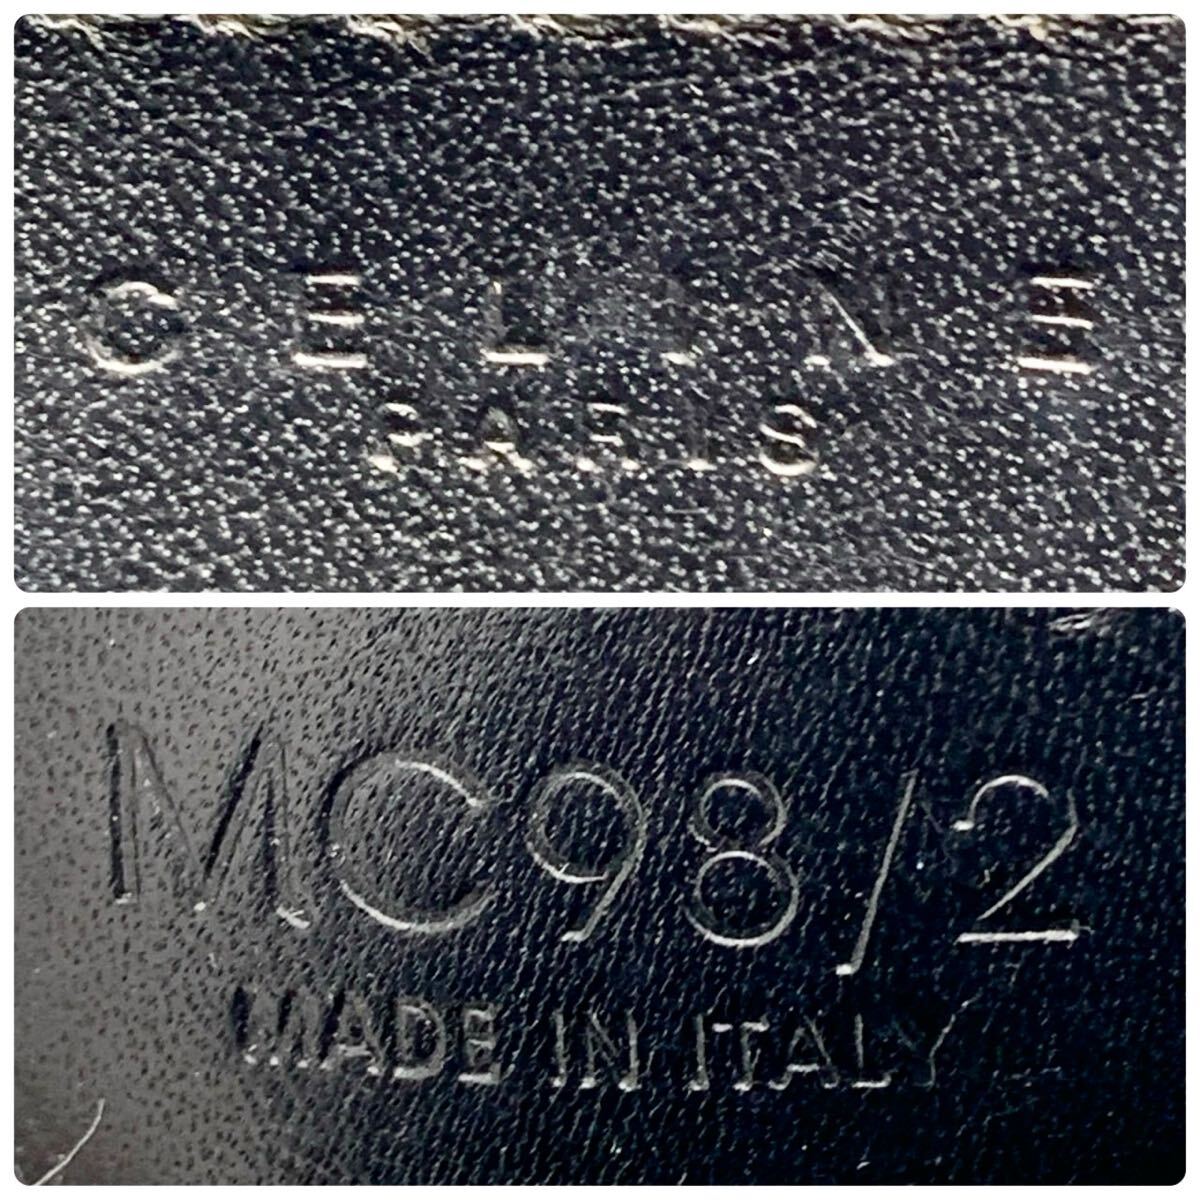 CELINE
PARIS
MC98/2
MADE IN ITALY